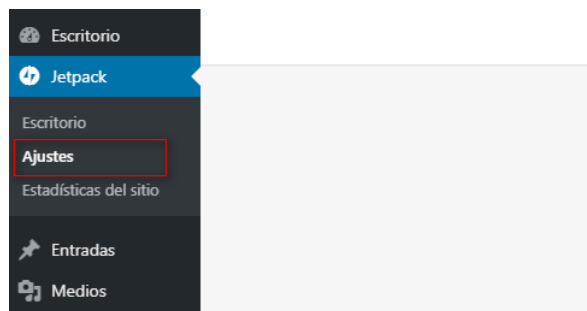 Escritorio
Jetpack
Escritorio
Ajustes
Estadísticas del sitio
Entradas
Medios